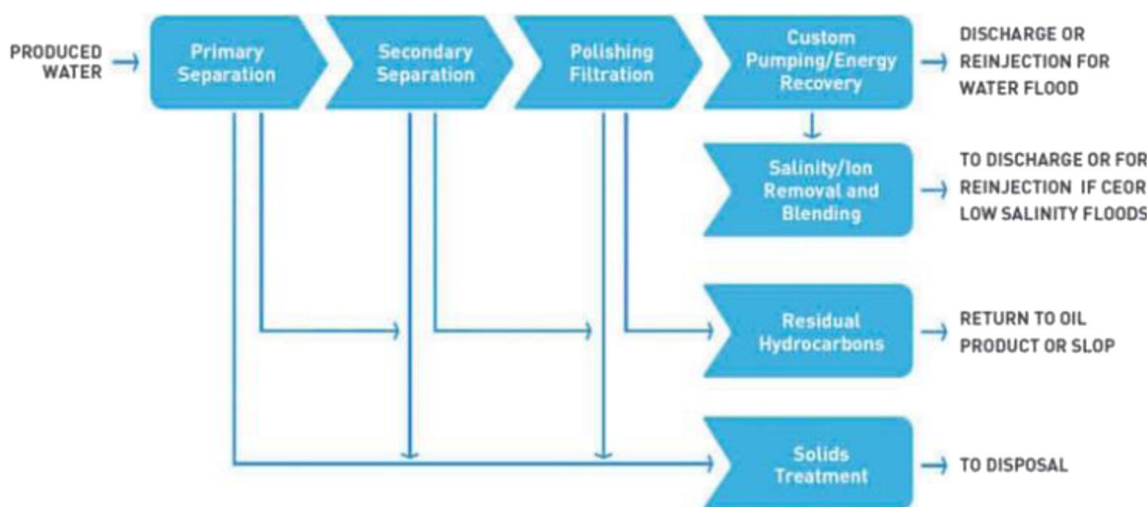 PRODUCED
WATER
Primary
Separation
Secondary
Separation
Polishing
Filtration
Custom
Pumping/Energy
Recovery
DISCHARGE OR
REINJECTION FOR
WATER FLOOD
Salinity/Ion
Removal and
Blending
TO DISCHARGE OR FOR
REINJECTION IF CEOR
LOW SALINITY FLOODS
Residual
Hydrocarbons
RETURN TO OIL
PRODUCT OR SLOP
Solids
Treatment
TO DISPOSAL